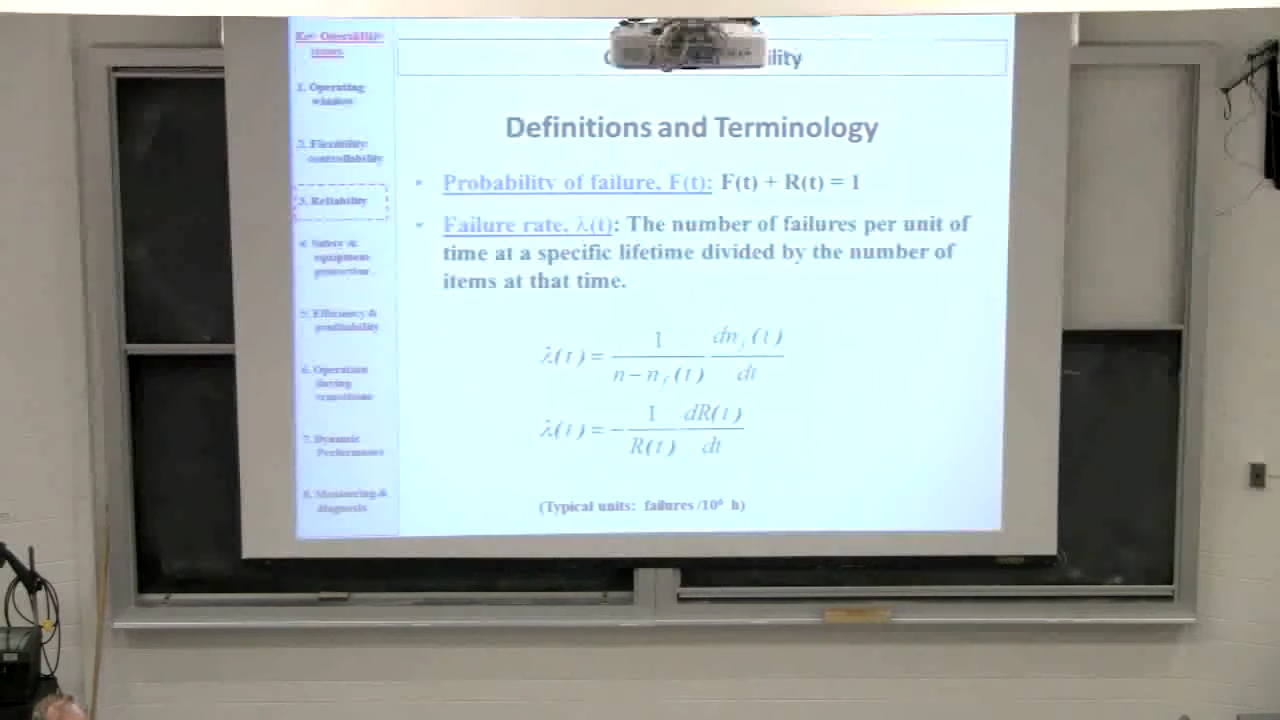 Key Operability
issues
1. Operating
window
2. Flexibility/
controllability
3. Reliability
4. Safety &
equipment
protection
5. Efficiency &
profitability
6. Operation
during
transitions
7. Dynamic
Performance
8. Monitoring &
diagnosis
ility
Definitions and Terminology
• Probability of failure, F(t): F(t) + R(t) = 1
• Failure rate, λ(t): The number of failures per unit of
time at a specific lifetime divided by the number of
items at that time.
λ(t) = 1 / (n − n_f(t)) dn_f(t) / dt
λ(t) = − 1 / R(t) dR(t) / dt
(Typical units: failures /10⁶ h)